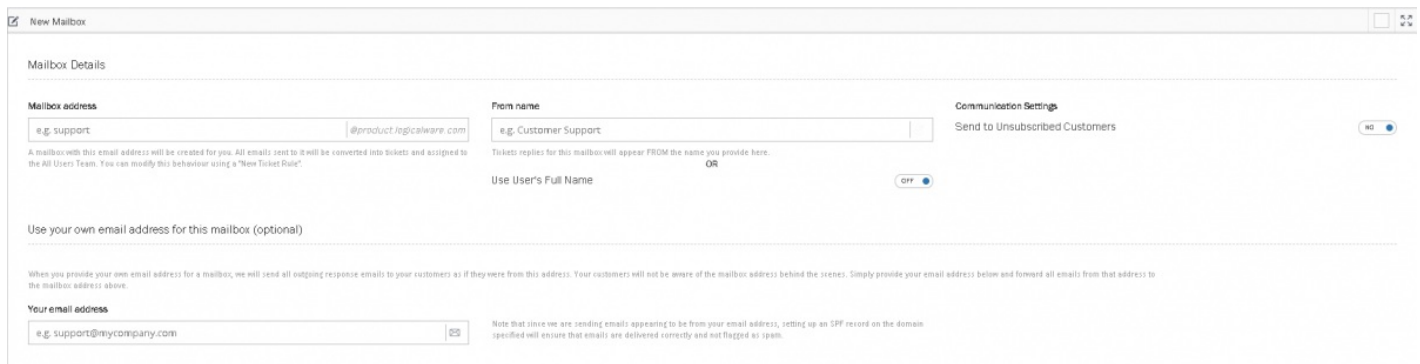 New Mailbox
Mailbox Details
Mailbox address
e.g. support
@product.logicalware.com
A mailbox with this email address will be created for you. All emails sent to it will be converted into tickets and assigned to
the All Users Team. You can modify this behaviour using a "New Ticket Rule".
From name
e.g. Customer Support
Tickets replies for this mailbox will appear FROM the name you provide here.
OR
Use User's Full Name
OFF
Communication Settings
Send to Unsubscribed Customers
NO
Use your own email address for this mailbox (optional)
When you provide your own email address for a mailbox, we will send all outgoing response emails to your customers as if they were from this address. Your customers will not be aware of the mailbox address behind the scenes. Simply provide your email address below and forward all emails from that address to
the mailbox address above.
Your email address
e.g. support@mycompany.com
Note that since we are sending emails appearing to be from your email address, setting up an SPF record on the domain
specified will ensure that emails are delivered correctly and not flagged as spam.